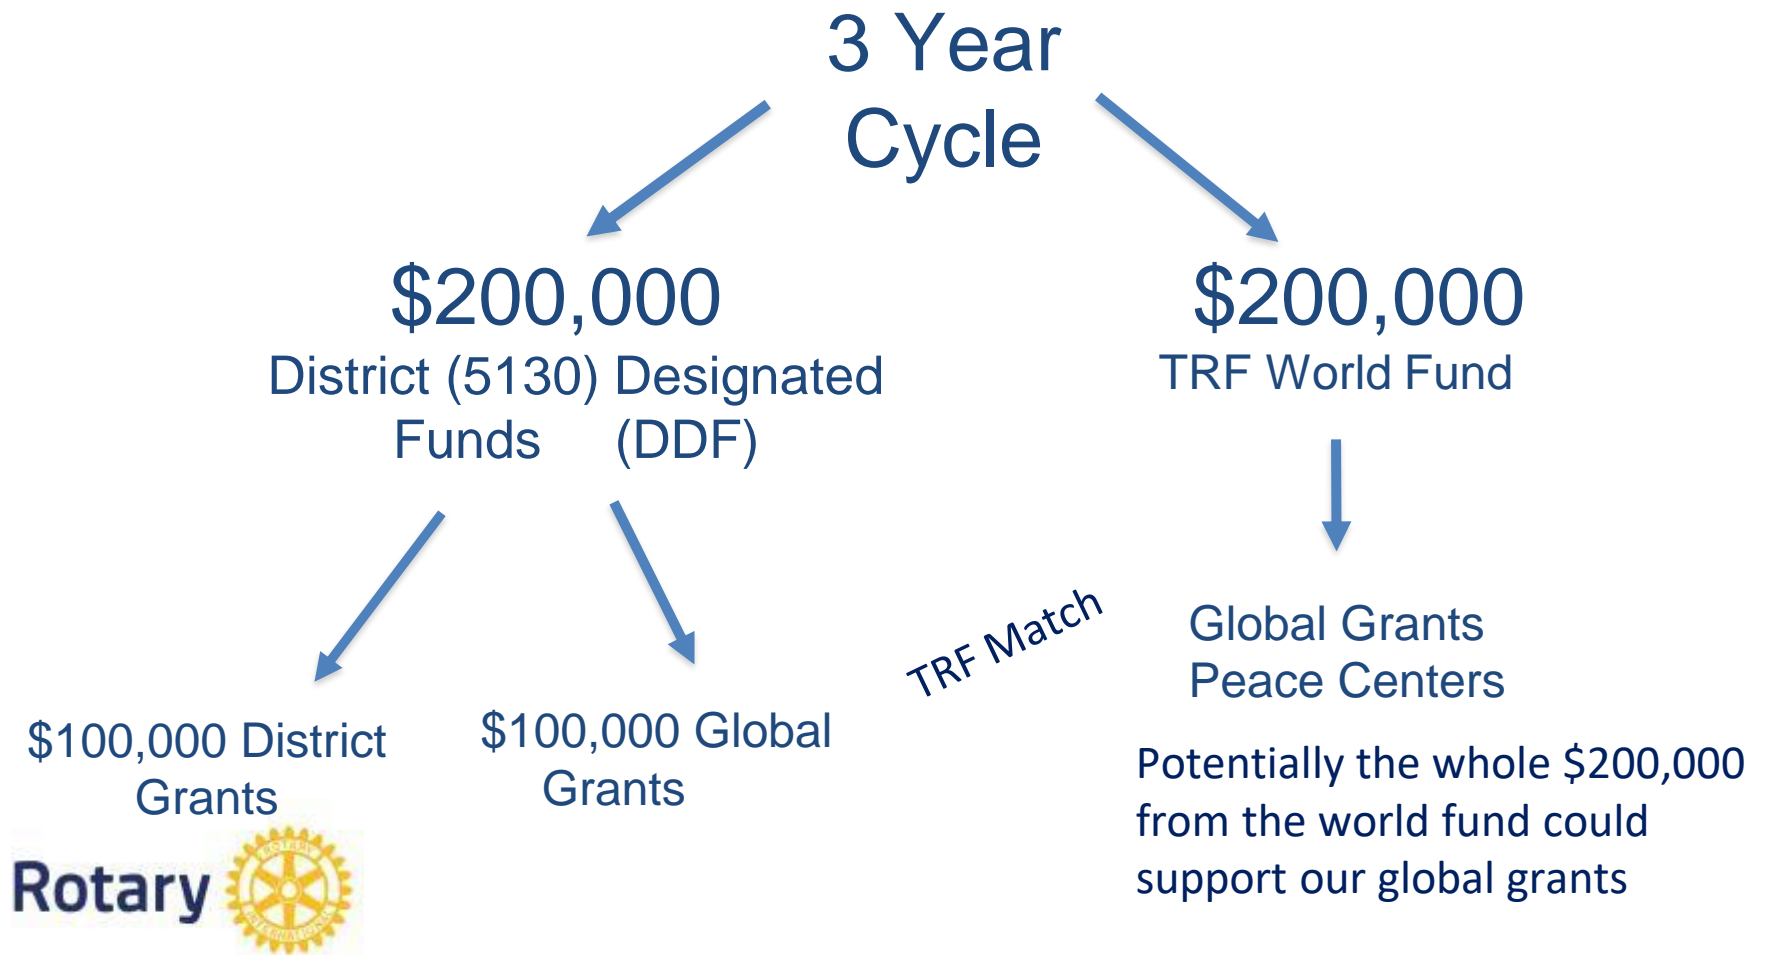 3 Year
Cycle
$200,000
District (5130) Designated
Funds (DDF)
$200,000
TRF World Fund
$100,000 District
Grants
$100,000 Global
Grants
TRF Match
Global Grants
Peace Centers
Potentially the whole $200,000
from the world fund could
support our global grants
Rotary
ROTARY
INTERNATIONAL